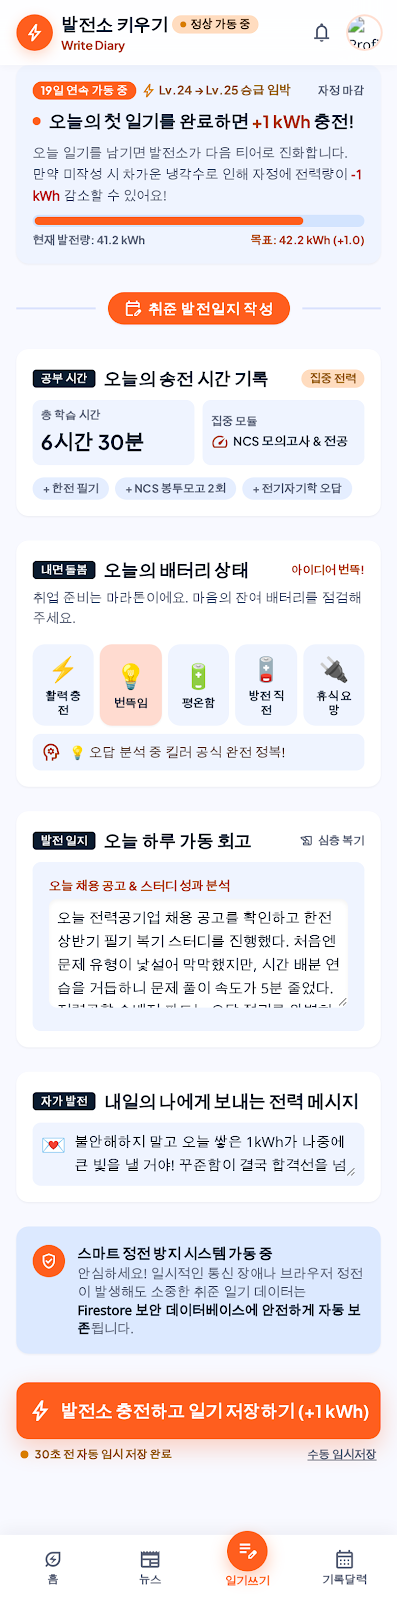 발전소 키우기 정상 가동 중
Write Diary
19일 연속 가동 중 Lv.24 → Lv.25 승급 임박 자정 마감
오늘의 첫 일기를 완료하면 +1 kWh 충전!
오늘 일기를 남기면 발전소가 다음 티어로 진화합니다.
만약 미작성 시 차가운 냉각수로 인해 자정에 전력량이 -1
kWh 감소할 수 있어요!
현재 발전량: 41.2 kWh 목표: 42.2 kWh (+1.0)
취준 발전일지 작성
공부 시간 오늘의 송전 시간 기록 집중 전력
총 학습 시간
6시간 30분
집중 모듈
NCS 모의고사 & 전공
+ 한전 필기 + NCS 봉투모고 2회 + 전기자기학 오답
내면 돌봄 오늘의 배터리 상태 아이디어 번뜩!
취업 준비는 마라톤이에요. 마음의 잔여 배터리를 점검해
주세요.
활력 충
전
번뜩임
평온함
방전 직
전
휴식 요
망
💡 오답 분석 중 킬러 공식 완전 정복!
발전 일지 오늘 하루 가동 회고 심층 복기
오늘 채용 공고 & 스터디 성과 분석
오늘 전력공기업 채용 공고를 확인하고 한전
상반기 필기 복기 스터디를 진행했다. 처음엔
문제 유형이 낯설어 막막했지만, 시간 배분 연
습을 거듭하니 문제 풀이 속도가 5분 줄었다.
자가 발전 내일의 나에게 보내는 전력 메시지
💌 불안해하지 말고 오늘 쌓은 1kWh가 나중에
큰 빛을 낼 거야! 꾸준함이 결국 합격선을 넘
스마트 정전 방지 시스템 가동 중
안심하세요! 일시적인 통신 장애나 브라우저 정전
이 발생해도 소중한 취준 일기 데이터는
Firestore 보안 데이터베이스에 안전하게 자동 보
존됩니다.
발전소 충전하고 일기 저장하기 (+1 kWh)
30초 전 자동 임시 저장 완료 수동 임시저장
홈 뉴스 일기쓰기 기록달력